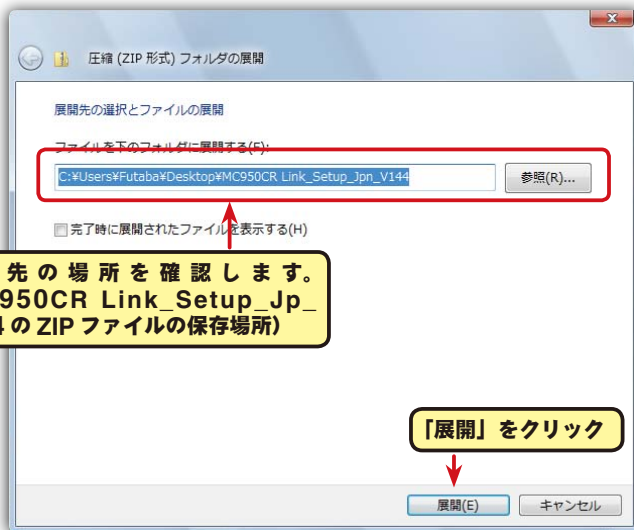 圧縮 (ZIP 形式) フォルダの展開
展開先の選択とファイルの展開
ファイルを下のフォルダに展開する(F):
C:¥Users¥Futaba¥Desktop¥MC950CR Link_Setup_Jpn_V144
参照(R)...
完了時に展開されたファイルを表示する(H)
先の場所を確認します。
950CR Link_Setup_Jp_
4 の ZIP ファイルの保存場所）
「展開」をクリック
展開(E)
キャンセル